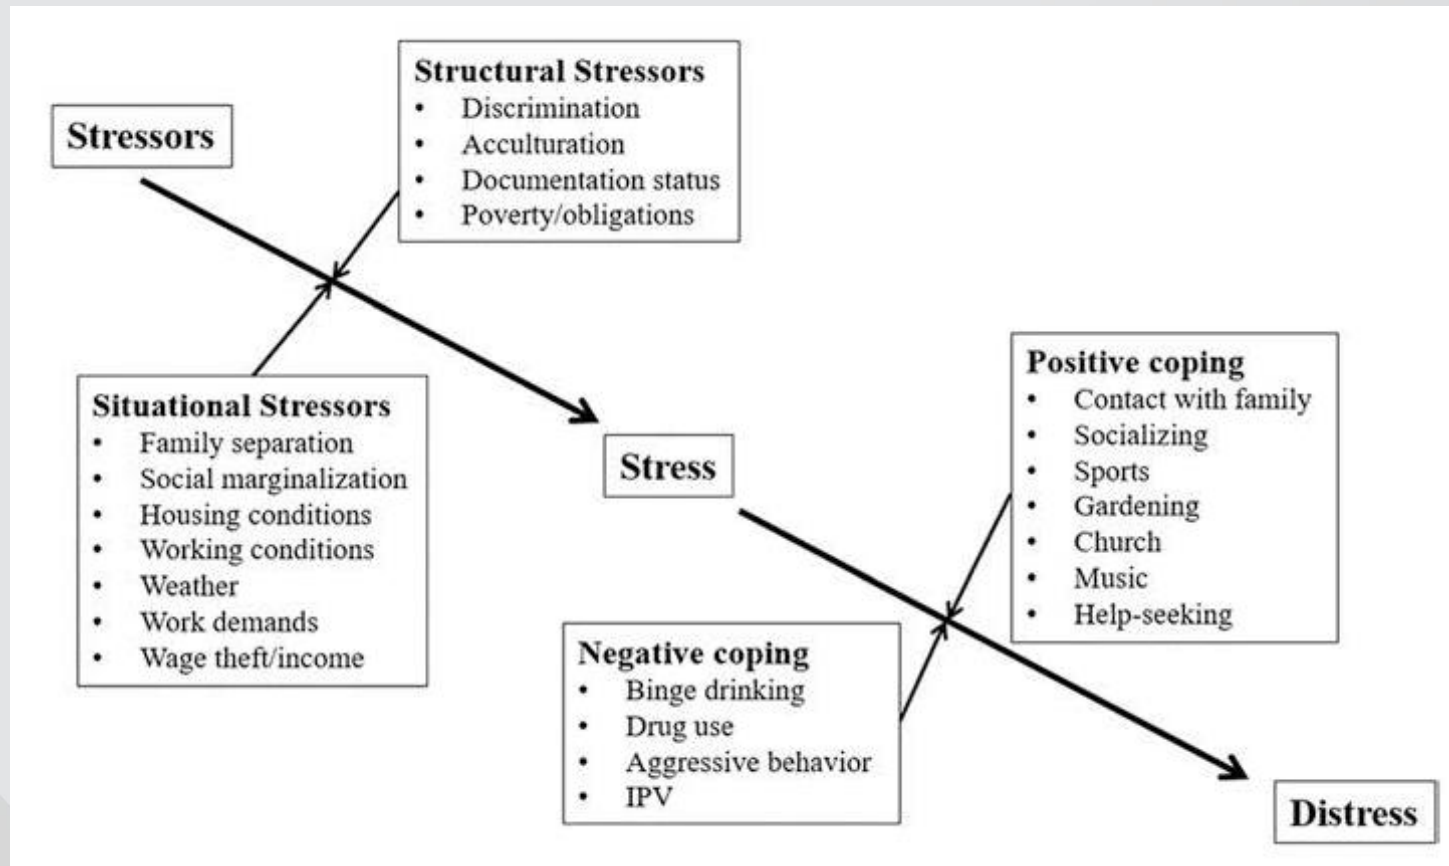 Stressors
Structural Stressors
• Discrimination
• Acculturation
• Documentation status
• Poverty/obligations
Situational Stressors
• Family separation
• Social marginalization
• Housing conditions
• Working conditions
• Weather
• Work demands
• Wage theft/income
Stress
Positive coping
• Contact with family
• Socializing
• Sports
• Gardening
• Church
• Music
• Help-seeking
Negative coping
• Binge drinking
• Drug use
• Aggressive behavior
• IPV
Distress